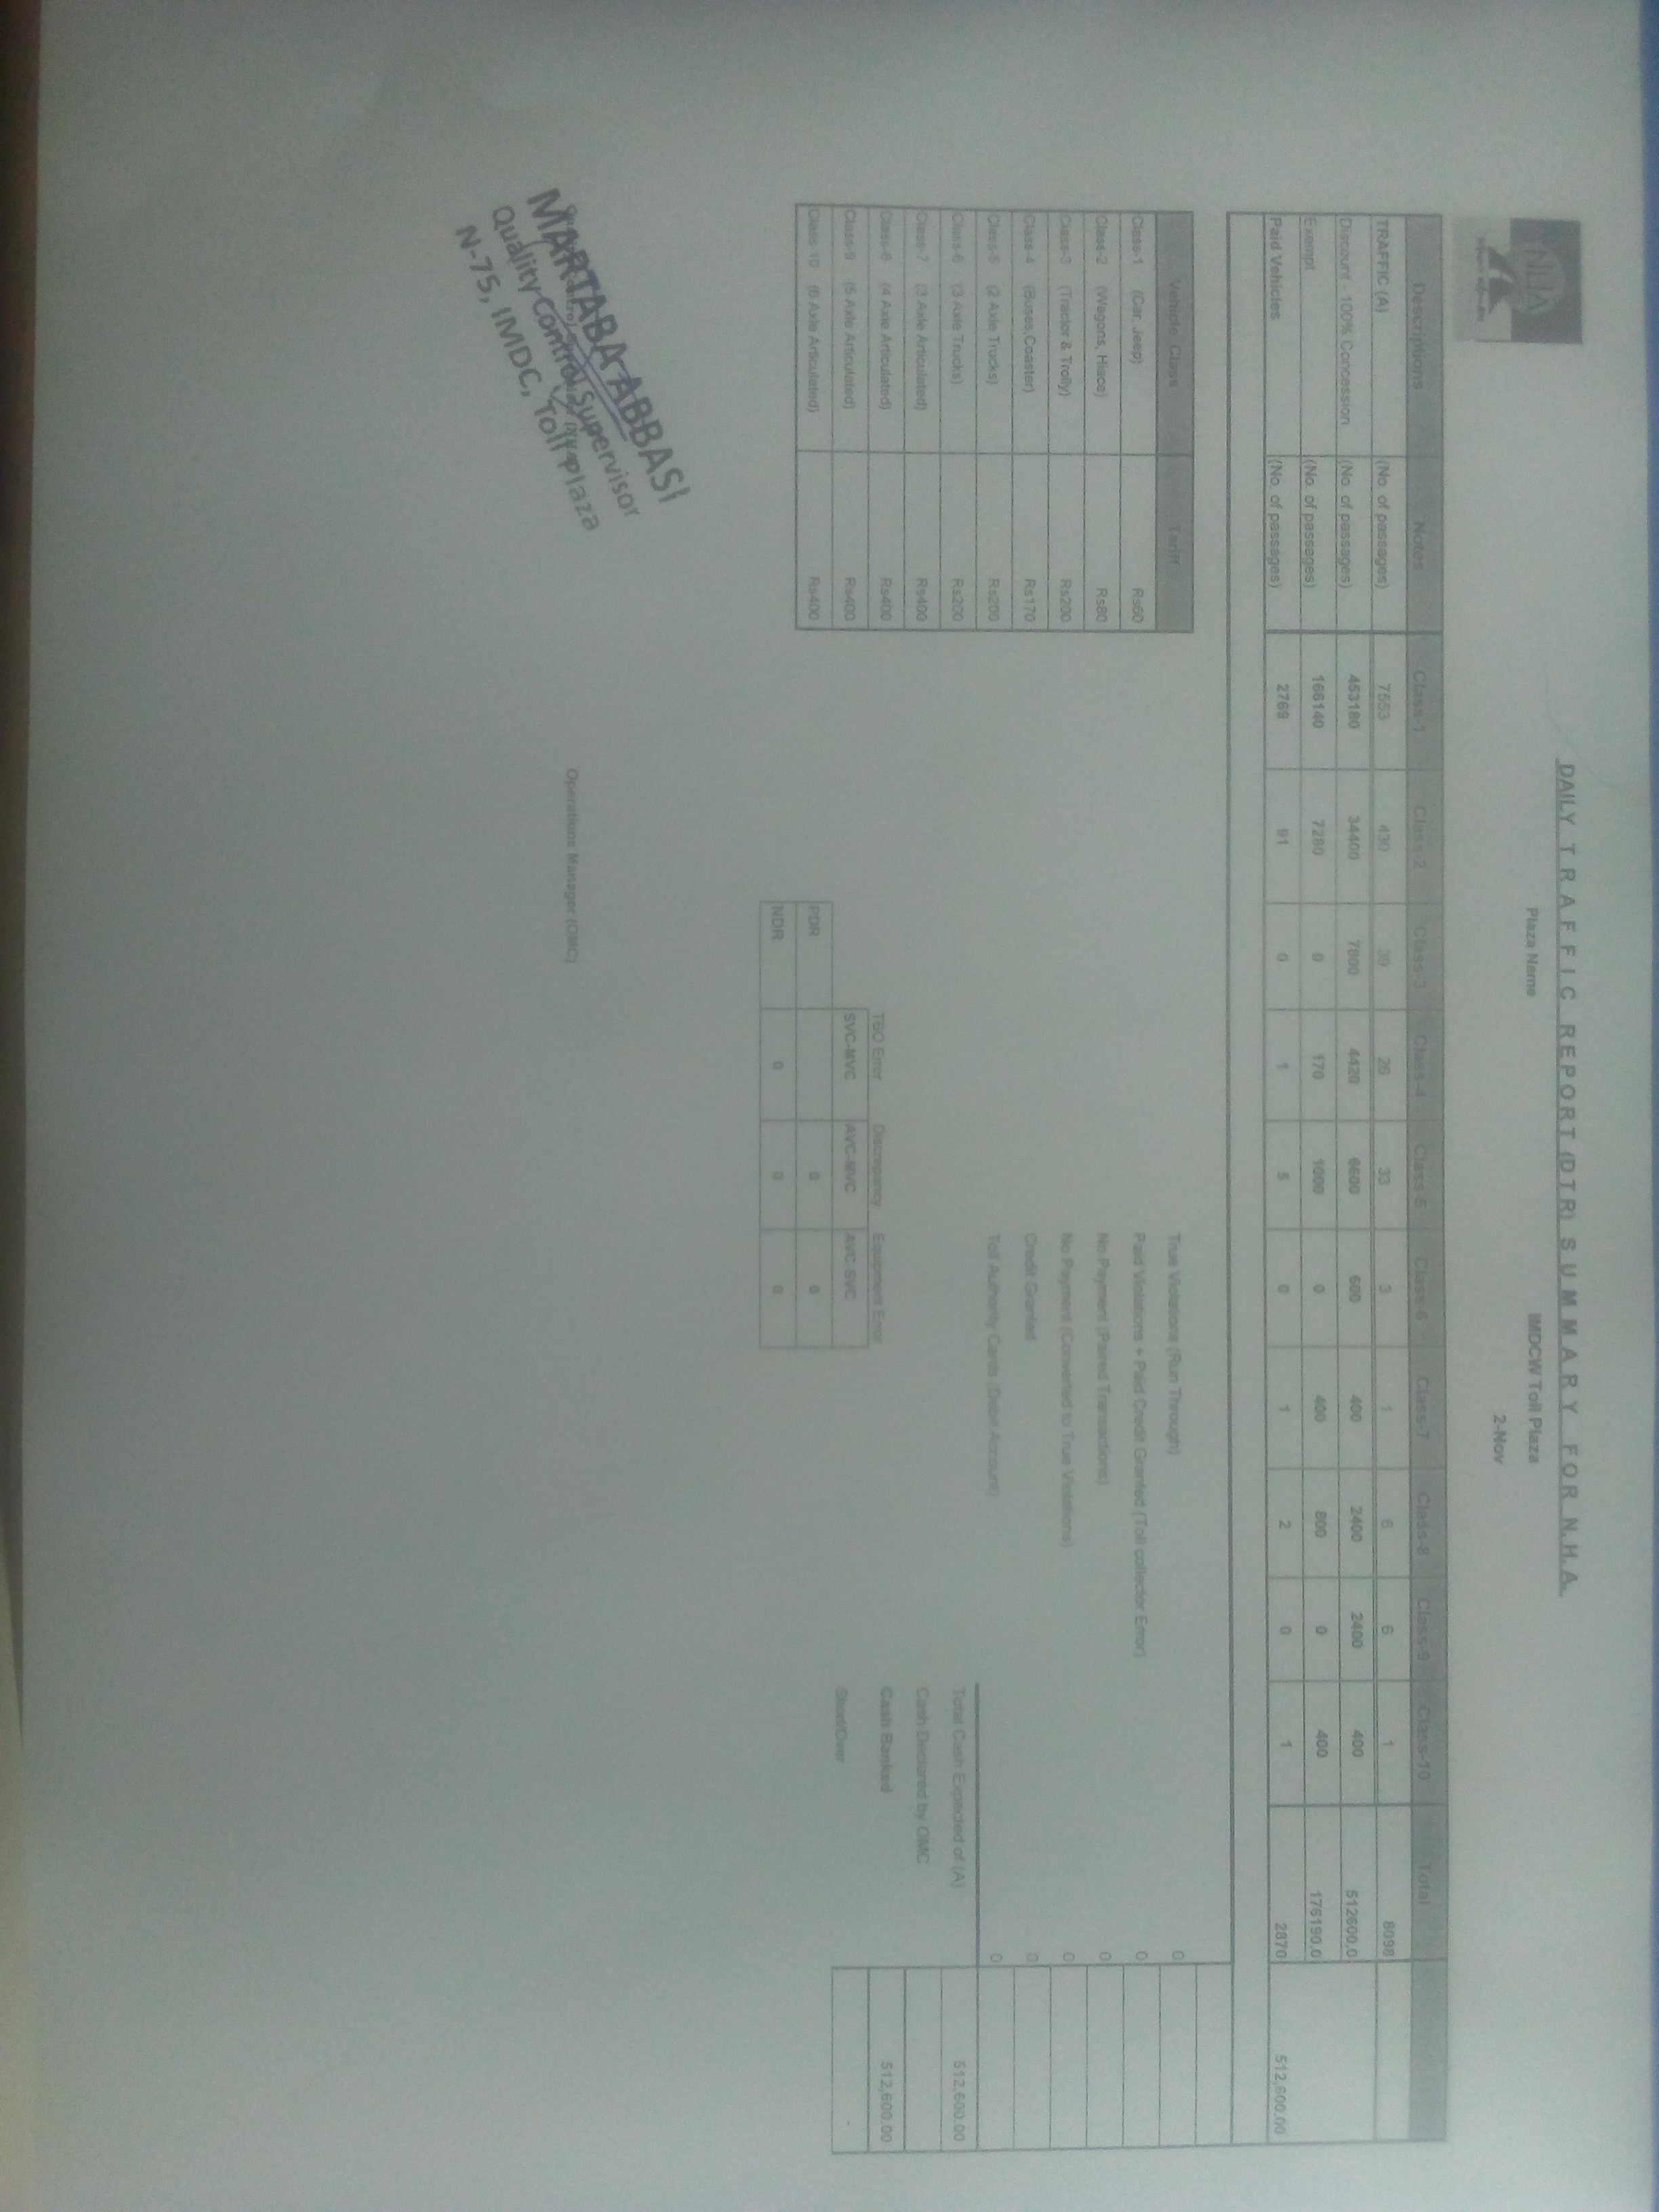 NHA
DAILY TRAFFIC REPORT (DTR) SUMMARY FOR N.H.A.
Plaza Name IMDCW Toll Plaza
2-Nov
Descriptions Notes Class-1 Class-2 Class-3 Class-4 Class-5 Class-6 Class-7 Class-8 Class-9 Class-10 Total
TRAFFIC (A) (No. of passages) 7553 430 39 26 33 3 1 6 6 1 8098
Discount - 100% Concession (No. of passages) 453180 34400 7800 4420 6600 600 400 2400 2400 400 512600.0
Exempt (No. of passages) 166140 7280 0 170 1000 0 400 800 0 400 176190.0
Paid Vehicles (No. of passages) 2769 91 0 1 5 0 1 2 0 1 2870 512,600.00
Vehicle Class Tariff
Class-1 (Car, Jeep) Rs60
Class-2 (Wagons, Hiace) Rs80
Class-3 (Tractor & Trolly) Rs200
Class-4 (Buses,Coaster) Rs170
Class-5 (2 Axle Trucks) Rs200
Class-6 (3 Axle Trucks) Rs200
Class-7 (3 Axle Articulated) Rs400
Class-8 (4 Axle Articulated) Rs400
Class-9 (5 Axle Articulated) Rs400
Class-10 (6 Axle Articulated) Rs400
True Violations (Run Through) 0
Paid Violations + Paid Credit Granted (Toll collector Error) 0
No Payment (Paired Transactions) 0
No Payment (Converted to True Violations) 0
Credit Granted 0
Toll Authority Cards (Debit Account) 0
Total Cash Expected of (A) 512,600.00
Cash Declared by OMC
Cash Banked 512,600.00
Short/Over -
TBO Error Discrepancy Equipment Error
SVC-MVC AVC-MVC AVC-SVC
PDR 0 0
NDR 0 0 0
MARTABA ABBASI
Quality Control Supervisor
N-75, IMDC, Toll Plaza
Operations Manager (OMC)